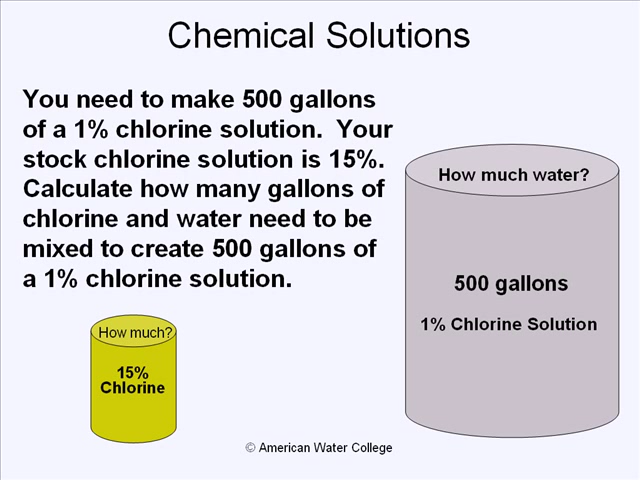 Chemical Solutions
You need to make 500 gallons
of a 1% chlorine solution.  Your
stock chlorine solution is 15%.
Calculate how many gallons of
chlorine and water need to be
mixed to create 500 gallons of
a 1% chlorine solution.
How much water?
500 gallons
1% Chlorine Solution
How much?
15%
Chlorine
© American Water College